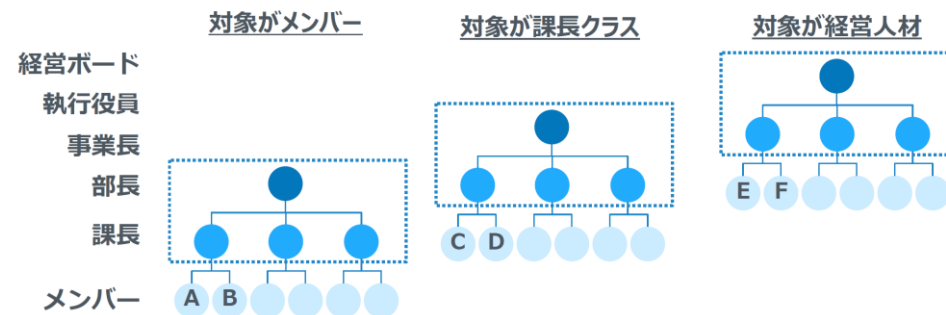 対象がメンバー
対象が課長クラス
対象が経営人材
経営ボード
執行役員
事業長
部長
課長
メンバー
A B
C D
E F